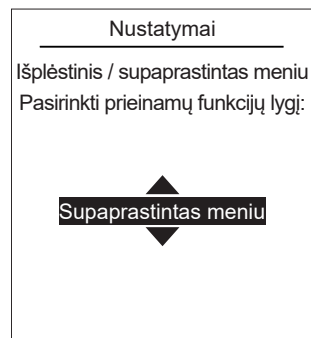 Nustatymai
Išplėstinis / supaprastintas meniu
Pasirinkti prieinamų funkcijų lygį:
Supaprastintas meniu